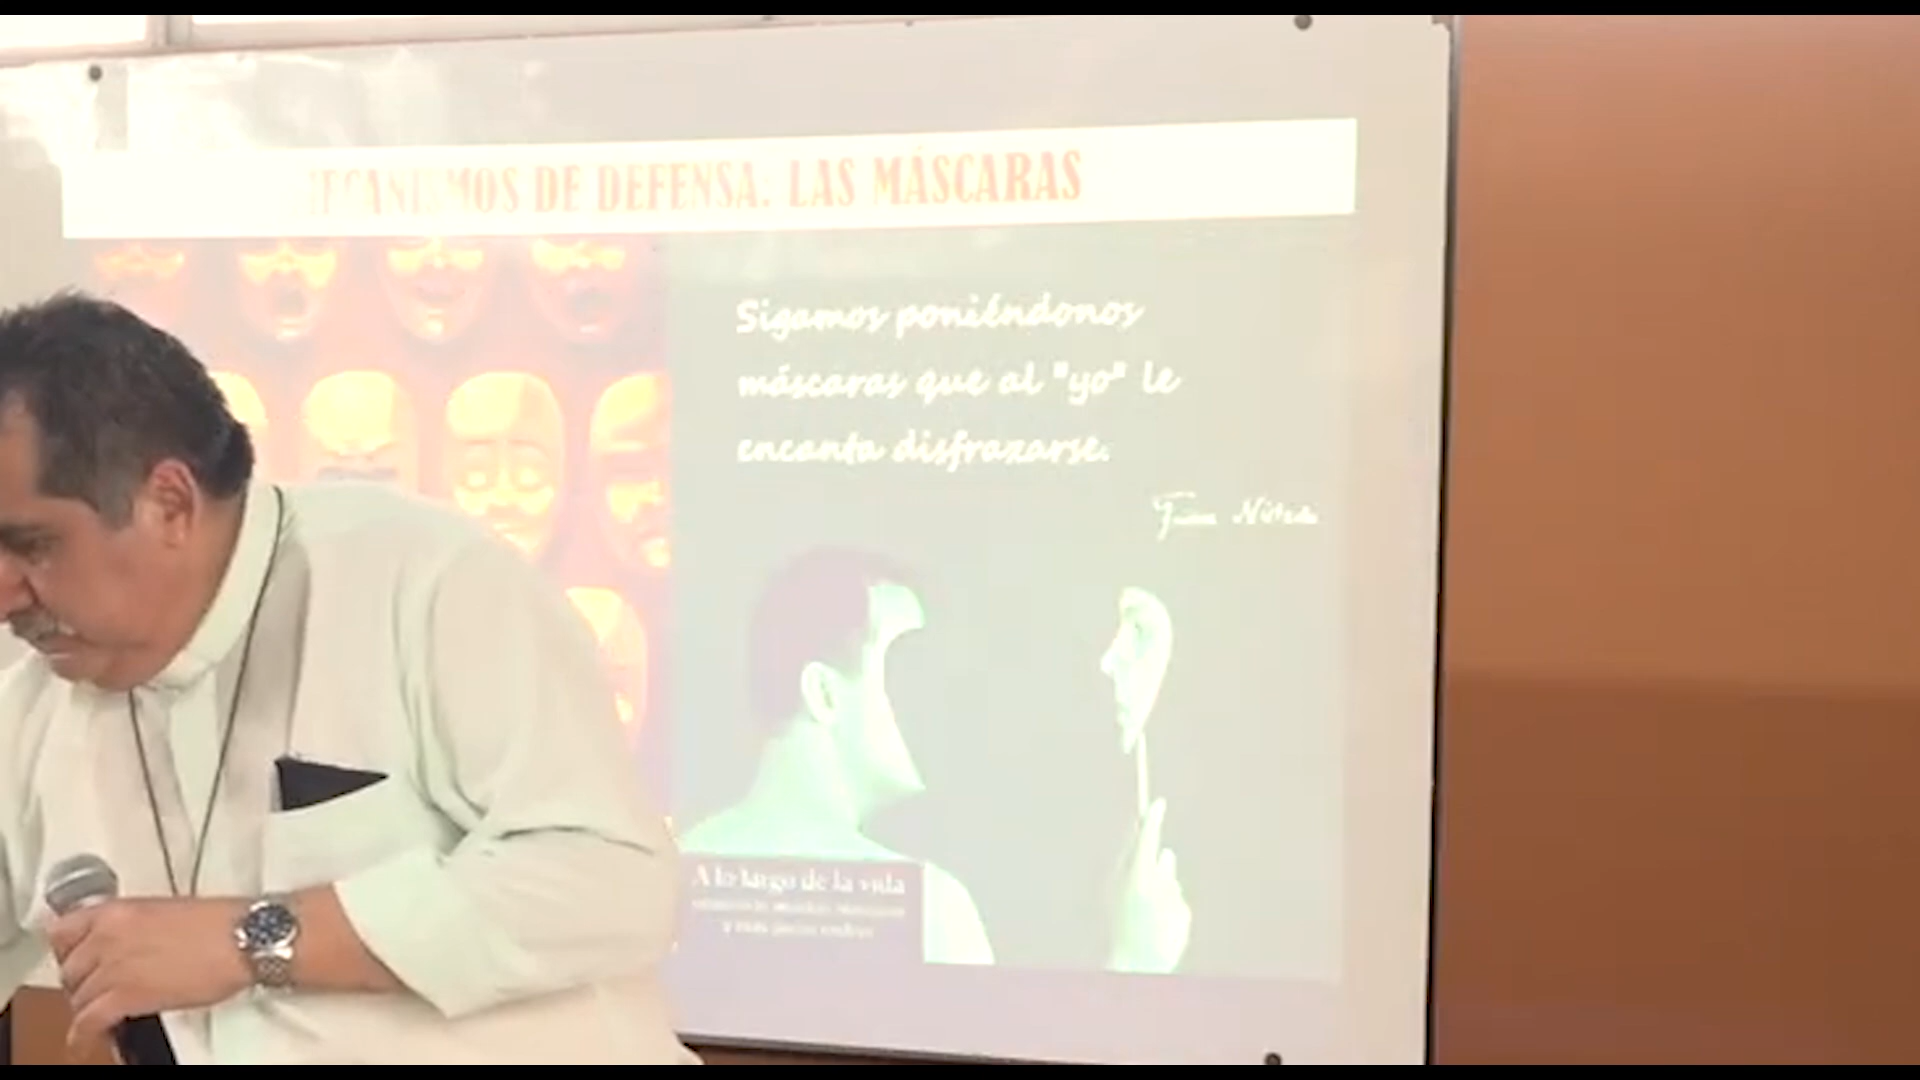 MECANISMOS DE DEFENSA: LAS MÁSCARAS
Sigamos poniéndonos
máscaras que al "yo" le
encanta disfrazarse.
A lo largo de la vida